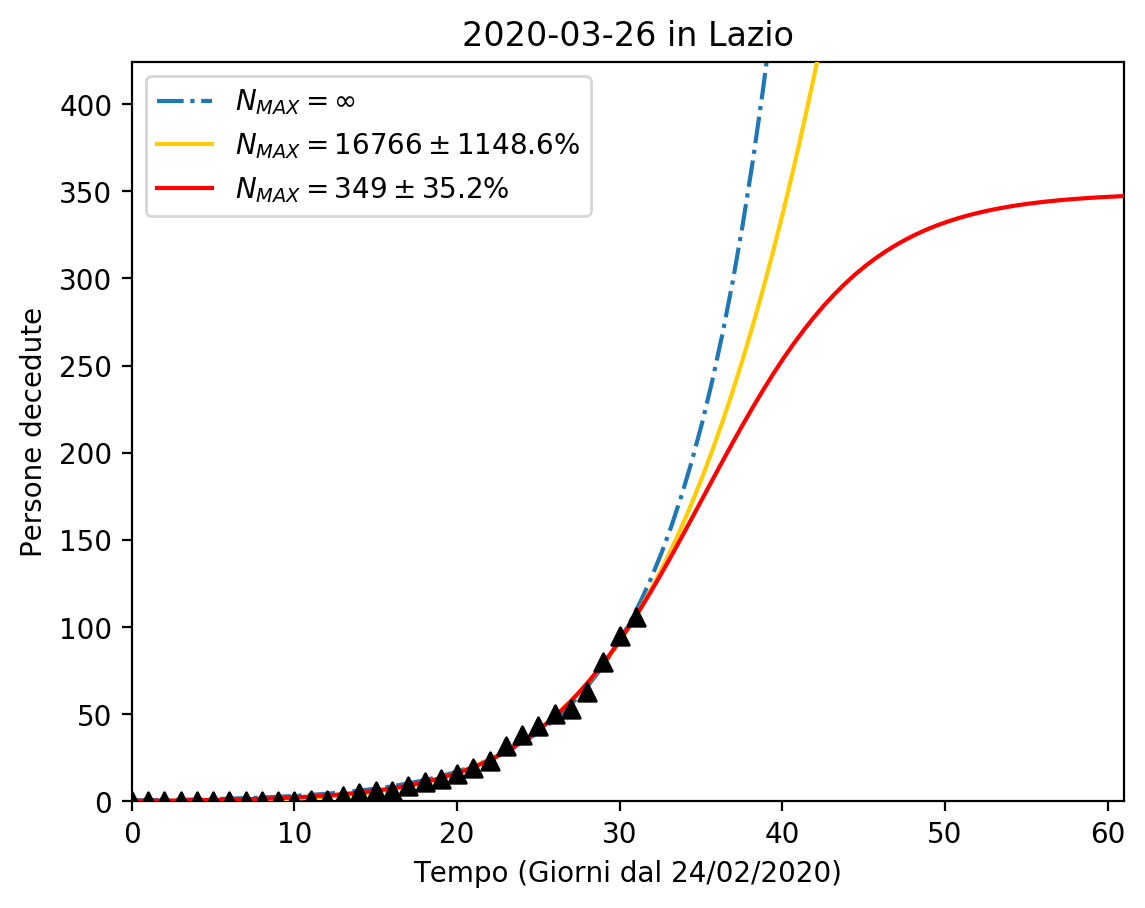 2020-03-26 in Lazio
N_MAX = ∞
N_MAX = 16766 ± 1148.6%
N_MAX = 349 ± 35.2%
Persone decedute
400
350
300
250
200
150
100
50
0
0 10 20 30 40 50 60
Tempo (Giorni dal 24/02/2020)